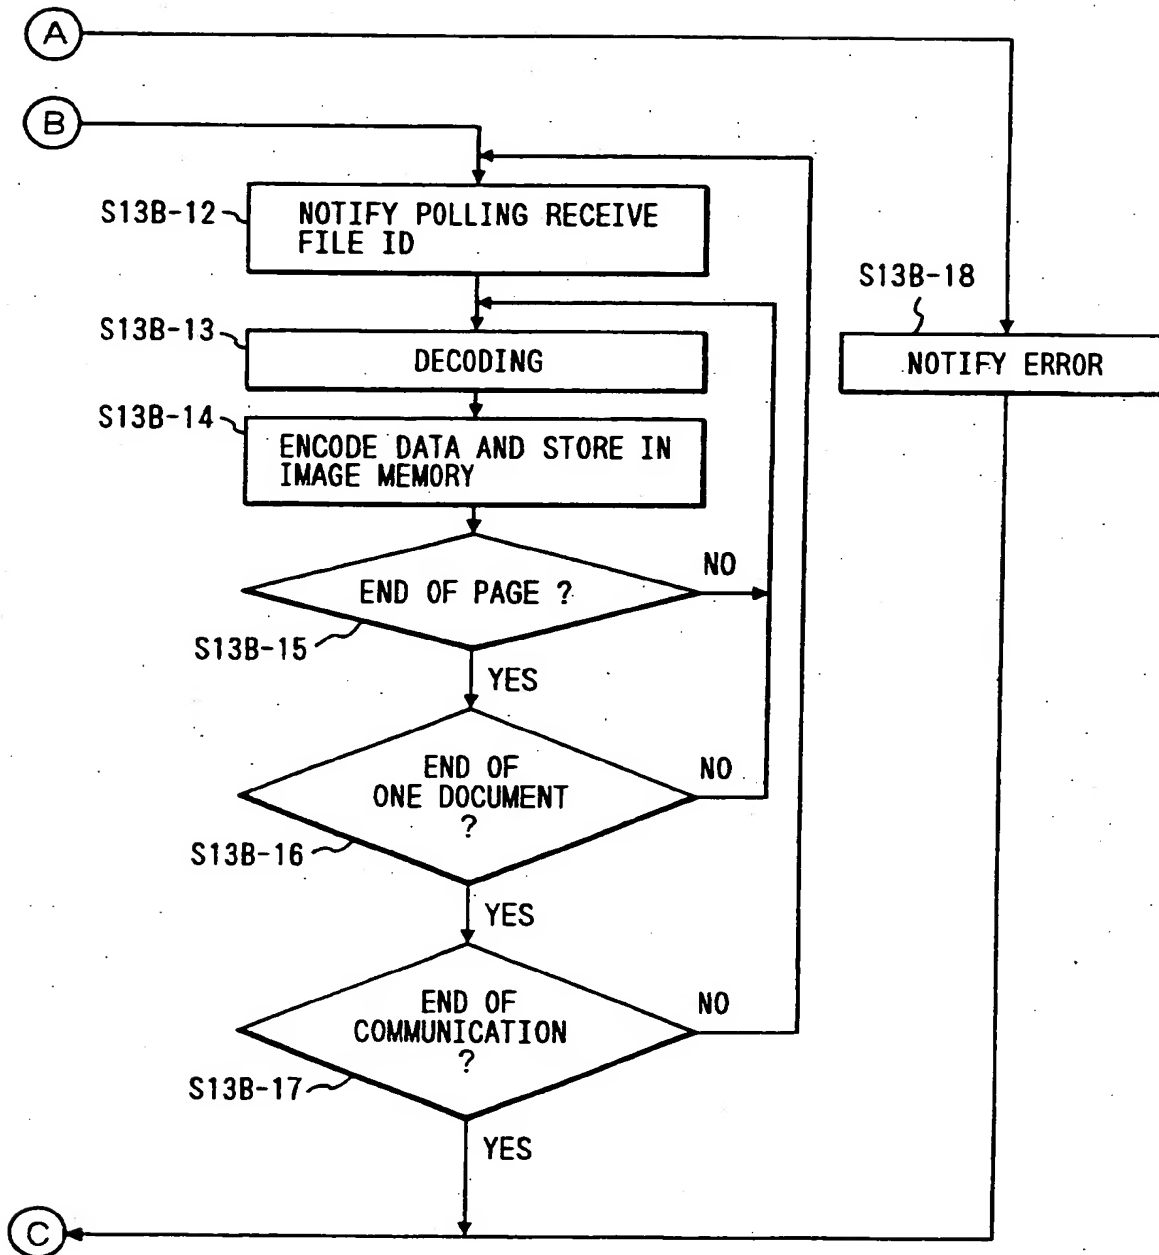 A
B
S13B-12
NOTIFY POLLING RECEIVE
FILE ID
S13B-18
NOTIFY ERROR
S13B-13
DECODING
S13B-14
ENCODE DATA AND STORE IN
IMAGE MEMORY
END OF PAGE ?
NO
S13B-15
YES
END OF
ONE DOCUMENT
?
NO
S13B-16
YES
END OF
COMMUNICATION
?
NO
S13B-17
YES
C